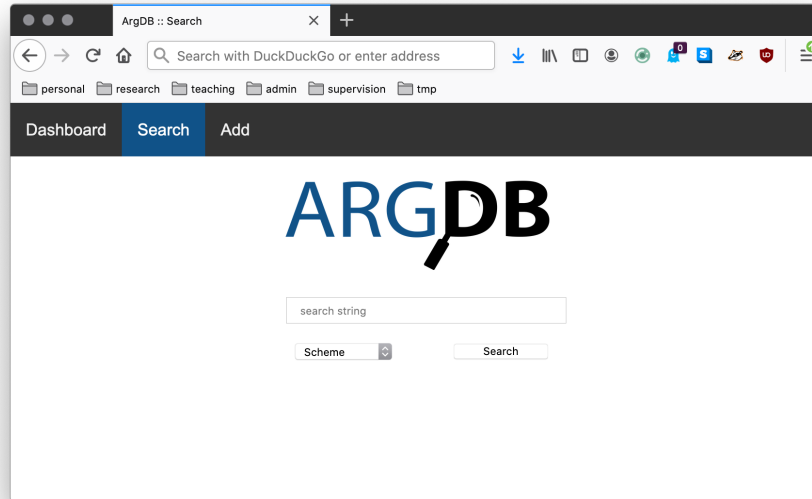 ArgDB :: Search
Search with DuckDuckGo or enter address
0
S
personal research teaching admin supervision tmp
Dashboard Search Add
ARGDB
search string
Scheme Search